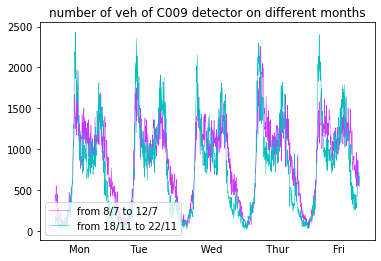 number of veh of C009 detector on different months
2500
2000
1500
1000
500
0
from 8/7 to 12/7
from 18/11 to 22/11
Mon Tue Wed Thur Fri